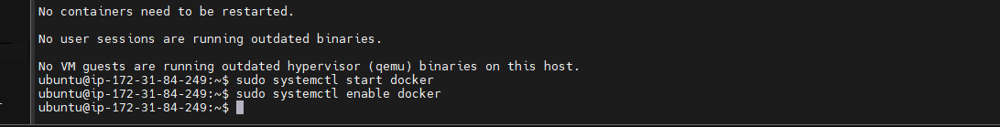 No containers need to be restarted.
No user sessions are running outdated binaries.
No VM guests are running outdated hypervisor (qemu) binaries on this host.
ubuntu@ip-172-31-84-249:~$ sudo systemctl start docker
ubuntu@ip-172-31-84-249:~$ sudo systemctl enable docker
ubuntu@ip-172-31-84-249:~$